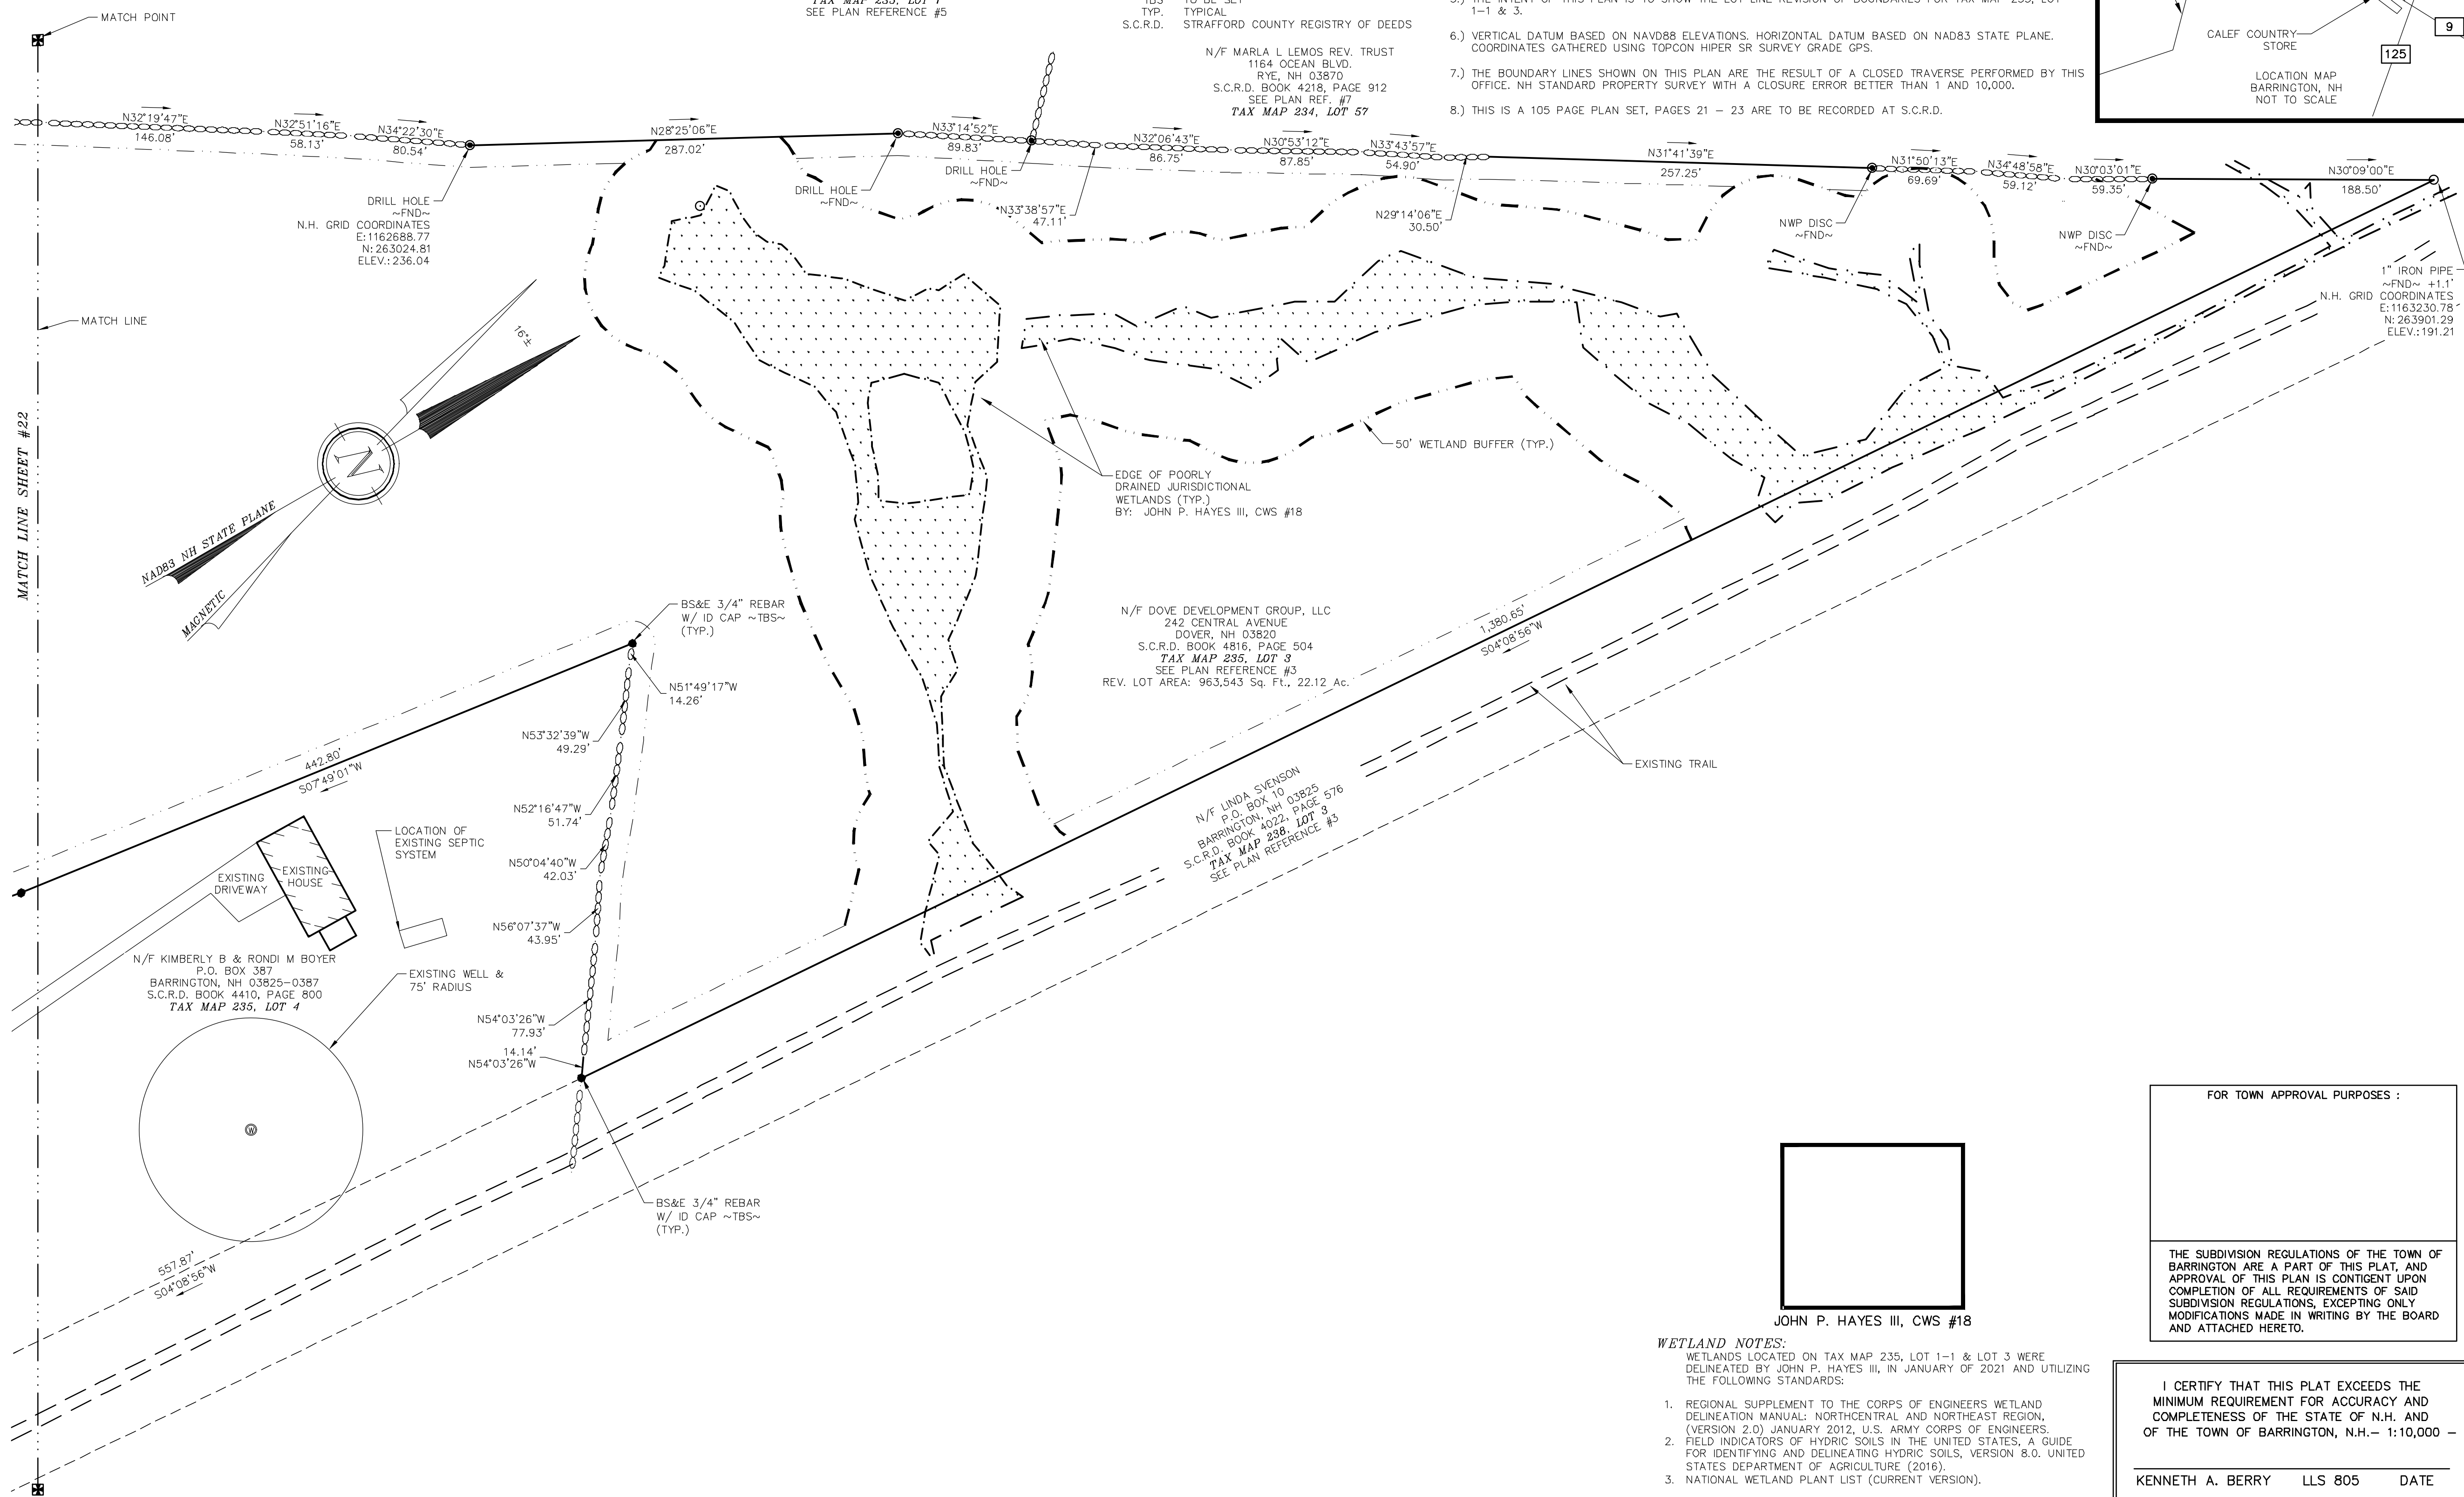 MATCH POINT
TAX MAP 235, LOT 7
SEE PLAN REFERENCE #5
TBS TO BE SET
TYP. TYPICAL
S.C.R.D. STRAFFORD COUNTY REGISTRY OF DEEDS
N/F MARLA L LEMOS REV. TRUST
1164 OCEAN BLVD.
RYE, NH 03870
S.C.R.D. BOOK 4218, PAGE 912
SEE PLAN REF. #7
TAX MAP 234, LOT 57
5.) THE INTENT OF THIS PLAN IS TO SHOW THE LOT LINE REVISION OF BOUNDARIES FOR TAX MAP 235, LOT
1-1 & 3.
6.) VERTICAL DATUM BASED ON NAVD88 ELEVATIONS. HORIZONTAL DATUM BASED ON NAD83 STATE PLANE.
COORDINATES GATHERED USING TOPCON HIPER SR SURVEY GRADE GPS.
7.) THE BOUNDARY LINES SHOWN ON THIS PLAN ARE THE RESULT OF A CLOSED TRAVERSE PERFORMED BY THIS
OFFICE. NH STANDARD PROPERTY SURVEY WITH A CLOSURE ERROR BETTER THAN 1 AND 10,000.
8.) THIS IS A 105 PAGE PLAN SET, PAGES 21 - 23 ARE TO BE RECORDED AT S.C.R.D.
CALEF COUNTRY
STORE
9
125
LOCATION MAP
BARRINGTON, NH
NOT TO SCALE
N32°19'47"E
146.08'
N32°51'16"E
58.13'
N34°22'30"E
80.54'
N28°25'06"E
287.02'
N33°14'52"E
89.83'
N32°06'43"E
86.75'
N30°53'12"E
87.85'
N33°43'57"E
54.90'
N31°41'39"E
257.25'
N31°50'13"E
69.69'
N34°48'58"E
59.12'
N30°03'01"E
59.35'
N30°09'00"E
188.50'
DRILL HOLE
~FND~
N.H. GRID COORDINATES
E:1162688.77
N:263024.81
ELEV.:236.04
DRILL HOLE
~FND~
DRILL HOLE
~FND~
N33°38'57"E
47.11'
N29°14'06"E
30.50'
NWP DISC
~FND~
NWP DISC
~FND~
1" IRON PIPE
~FND~ +1.1'
N.H. GRID COORDINATES
E:1163230.78
N:263901.29
ELEV.:191.21
MATCH LINE
MATCH LINE SHEET #22
16°±
N
NAD83 NH STATE PLANE
MAGNETIC
50' WETLAND BUFFER (TYP.)
EDGE OF POORLY
DRAINED JURISDICTIONAL
WETLANDS (TYP.)
BY: JOHN P. HAYES III, CWS #18
BS&E 3/4" REBAR
W/ ID CAP ~TBS~
(TYP.)
N/F DOVE DEVELOPMENT GROUP, LLC
242 CENTRAL AVENUE
DOVER, NH 03820
S.C.R.D. BOOK 4816, PAGE 504
TAX MAP 235, LOT 3
SEE PLAN REFERENCE #3
REV. LOT AREA: 963,543 Sq. Ft., 22.12 Ac.
1,380.65'
S04°08'56"W
N51°49'17"W
14.26'
N53°32'39"W
49.29'
N52°16'47"W
51.74'
N50°04'40"W
42.03'
N56°07'37"W
43.95'
N54°03'26"W
77.93'
14.14'
N54°03'26"W
442.80'
S07°49'01"W
EXISTING TRAIL
N/F LINDA SVENSON
P.O. BOX 10
BARRINGTON, NH 03825
S.C.R.D. BOOK 4022, PAGE 576
TAX MAP 238, LOT 3
SEE PLAN REFERENCE #3
LOCATION OF
EXISTING SEPTIC
SYSTEM
EXISTING
DRIVEWAY
EXISTING
HOUSE
N/F KIMBERLY B & RONDI M BOYER
P.O. BOX 387
BARRINGTON, NH 03825-0387
S.C.R.D. BOOK 4410, PAGE 800
TAX MAP 235, LOT 4
EXISTING WELL &
75' RADIUS
W
BS&E 3/4" REBAR
W/ ID CAP ~TBS~
(TYP.)
557.87'
S04°08'56"W
JOHN P. HAYES III, CWS #18
WETLAND NOTES:
WETLANDS LOCATED ON TAX MAP 235, LOT 1-1 & LOT 3 WERE
DELINEATED BY JOHN P. HAYES III, IN JANUARY OF 2021 AND UTILIZING
THE FOLLOWING STANDARDS:
1. REGIONAL SUPPLEMENT TO THE CORPS OF ENGINEERS WETLAND
DELINEATION MANUAL: NORTHCENTRAL AND NORTHEAST REGION,
(VERSION 2.0) JANUARY 2012, U.S. ARMY CORPS OF ENGINEERS.
2. FIELD INDICATORS OF HYDRIC SOILS IN THE UNITED STATES, A GUIDE
FOR IDENTIFYING AND DELINEATING HYDRIC SOILS, VERSION 8.0. UNITED
STATES DEPARTMENT OF AGRICULTURE (2016).
3. NATIONAL WETLAND PLANT LIST (CURRENT VERSION).
FOR TOWN APPROVAL PURPOSES :
THE SUBDIVISION REGULATIONS OF THE TOWN OF
BARRINGTON ARE A PART OF THIS PLAT, AND
APPROVAL OF THIS PLAN IS CONTIGENT UPON
COMPLETION OF ALL REQUIREMENTS OF SAID
SUBDIVISION REGULATIONS, EXCEPTING ONLY
MODIFICATIONS MADE IN WRITING BY THE BOARD
AND ATTACHED HERETO.
I CERTIFY THAT THIS PLAT EXCEEDS THE
MINIMUM REQUIREMENT FOR ACCURACY AND
COMPLETENESS OF THE STATE OF N.H. AND
OF THE TOWN OF BARRINGTON, N.H.- 1:10,000 -
KENNETH A. BERRY LLS 805 DATE